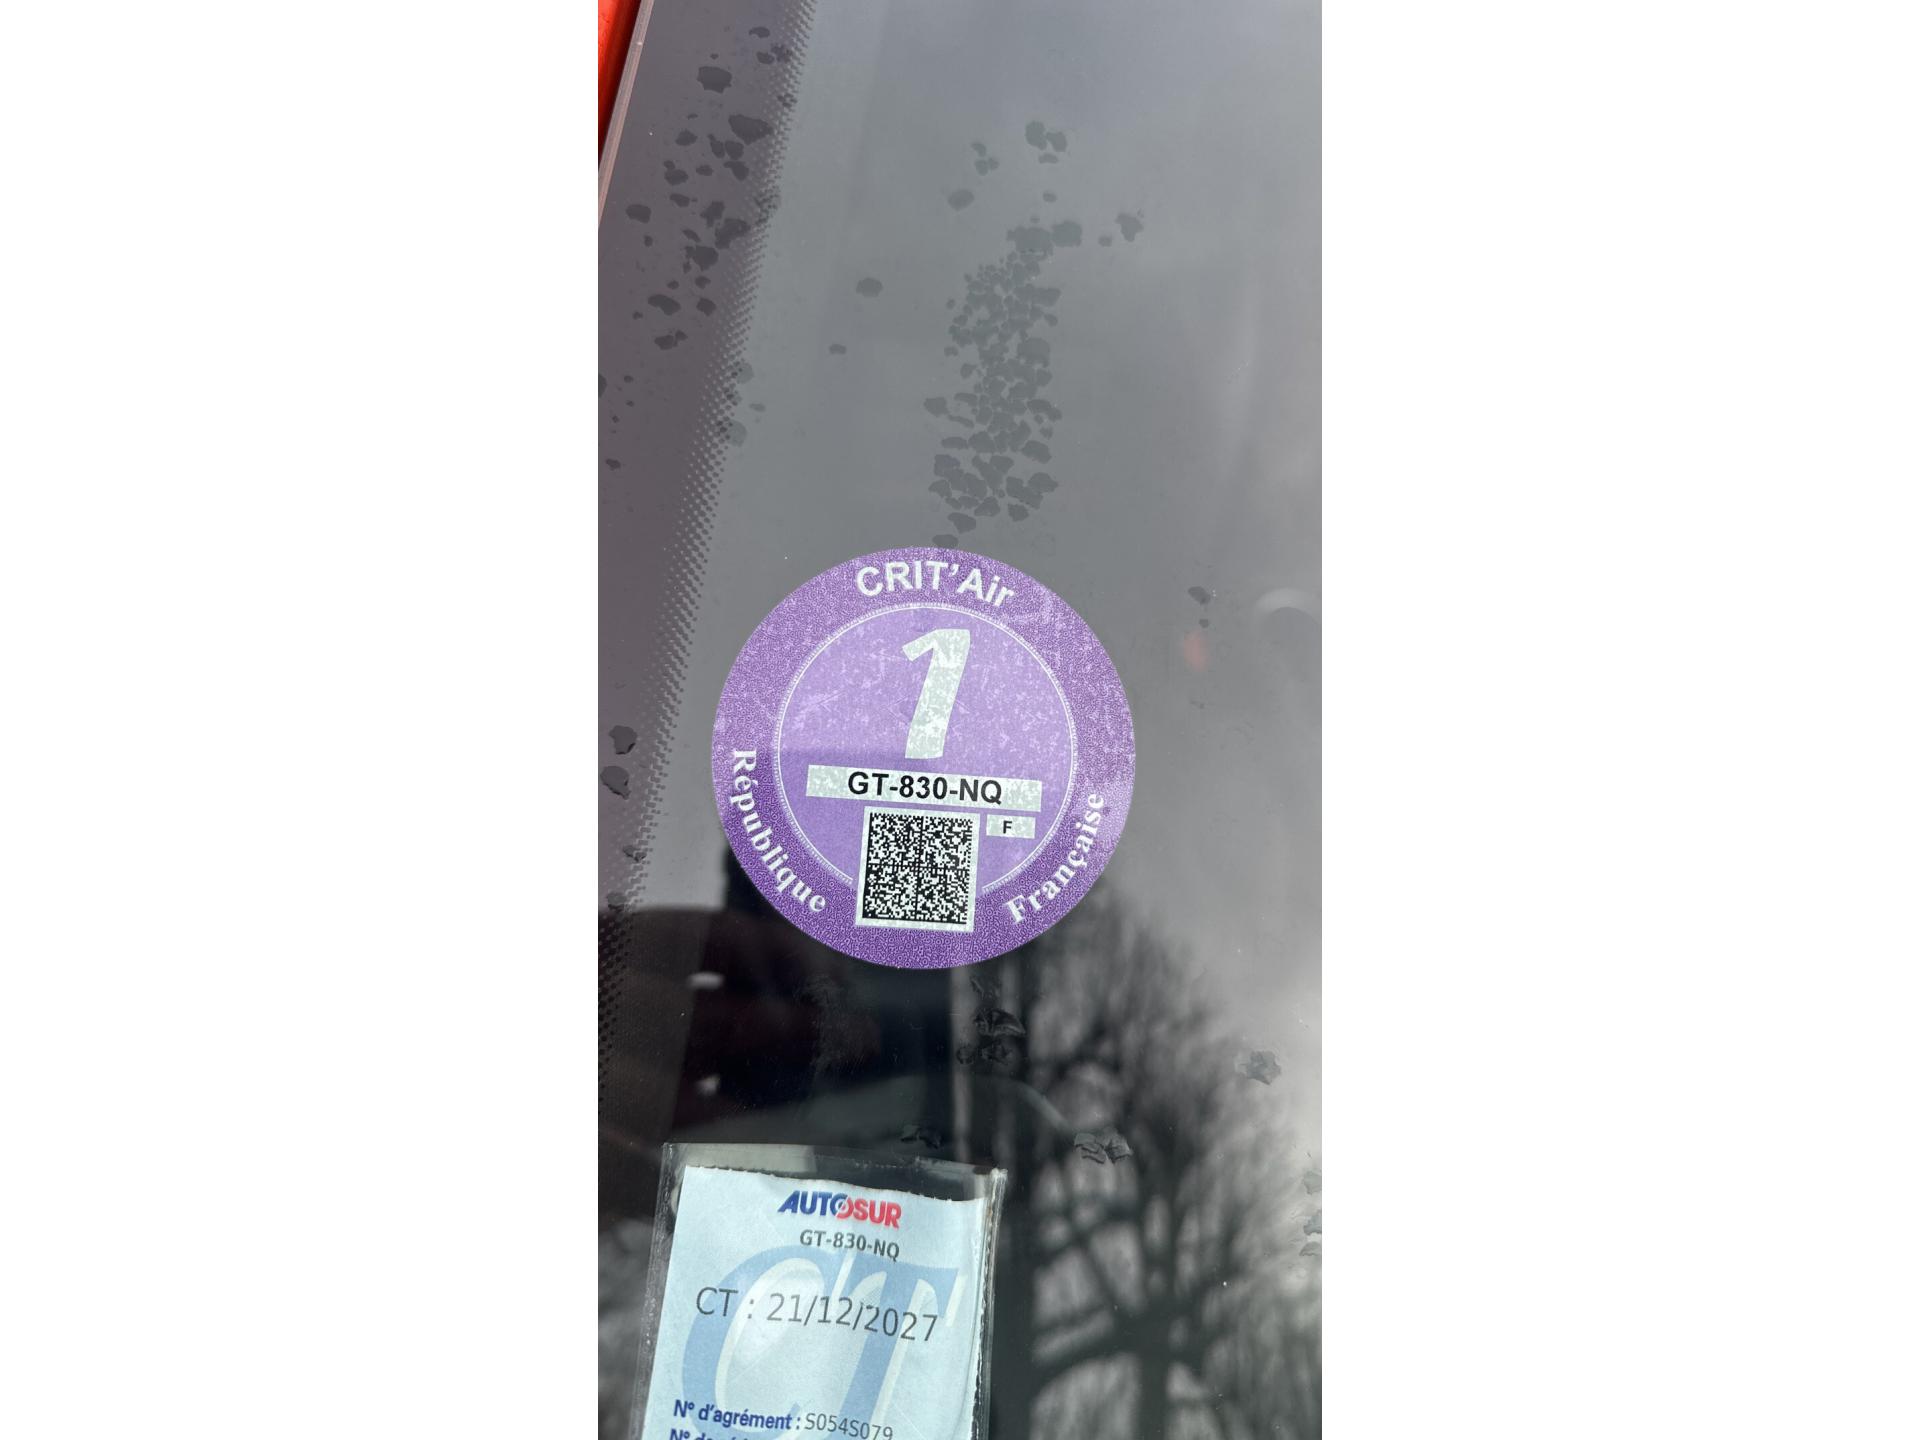 CRIT'Air
1
GT-830-NQ
F
République
Française
AUTOSUR
GT-830-NQ
CT : 21/12/2027
N° d'agrément : S054S079